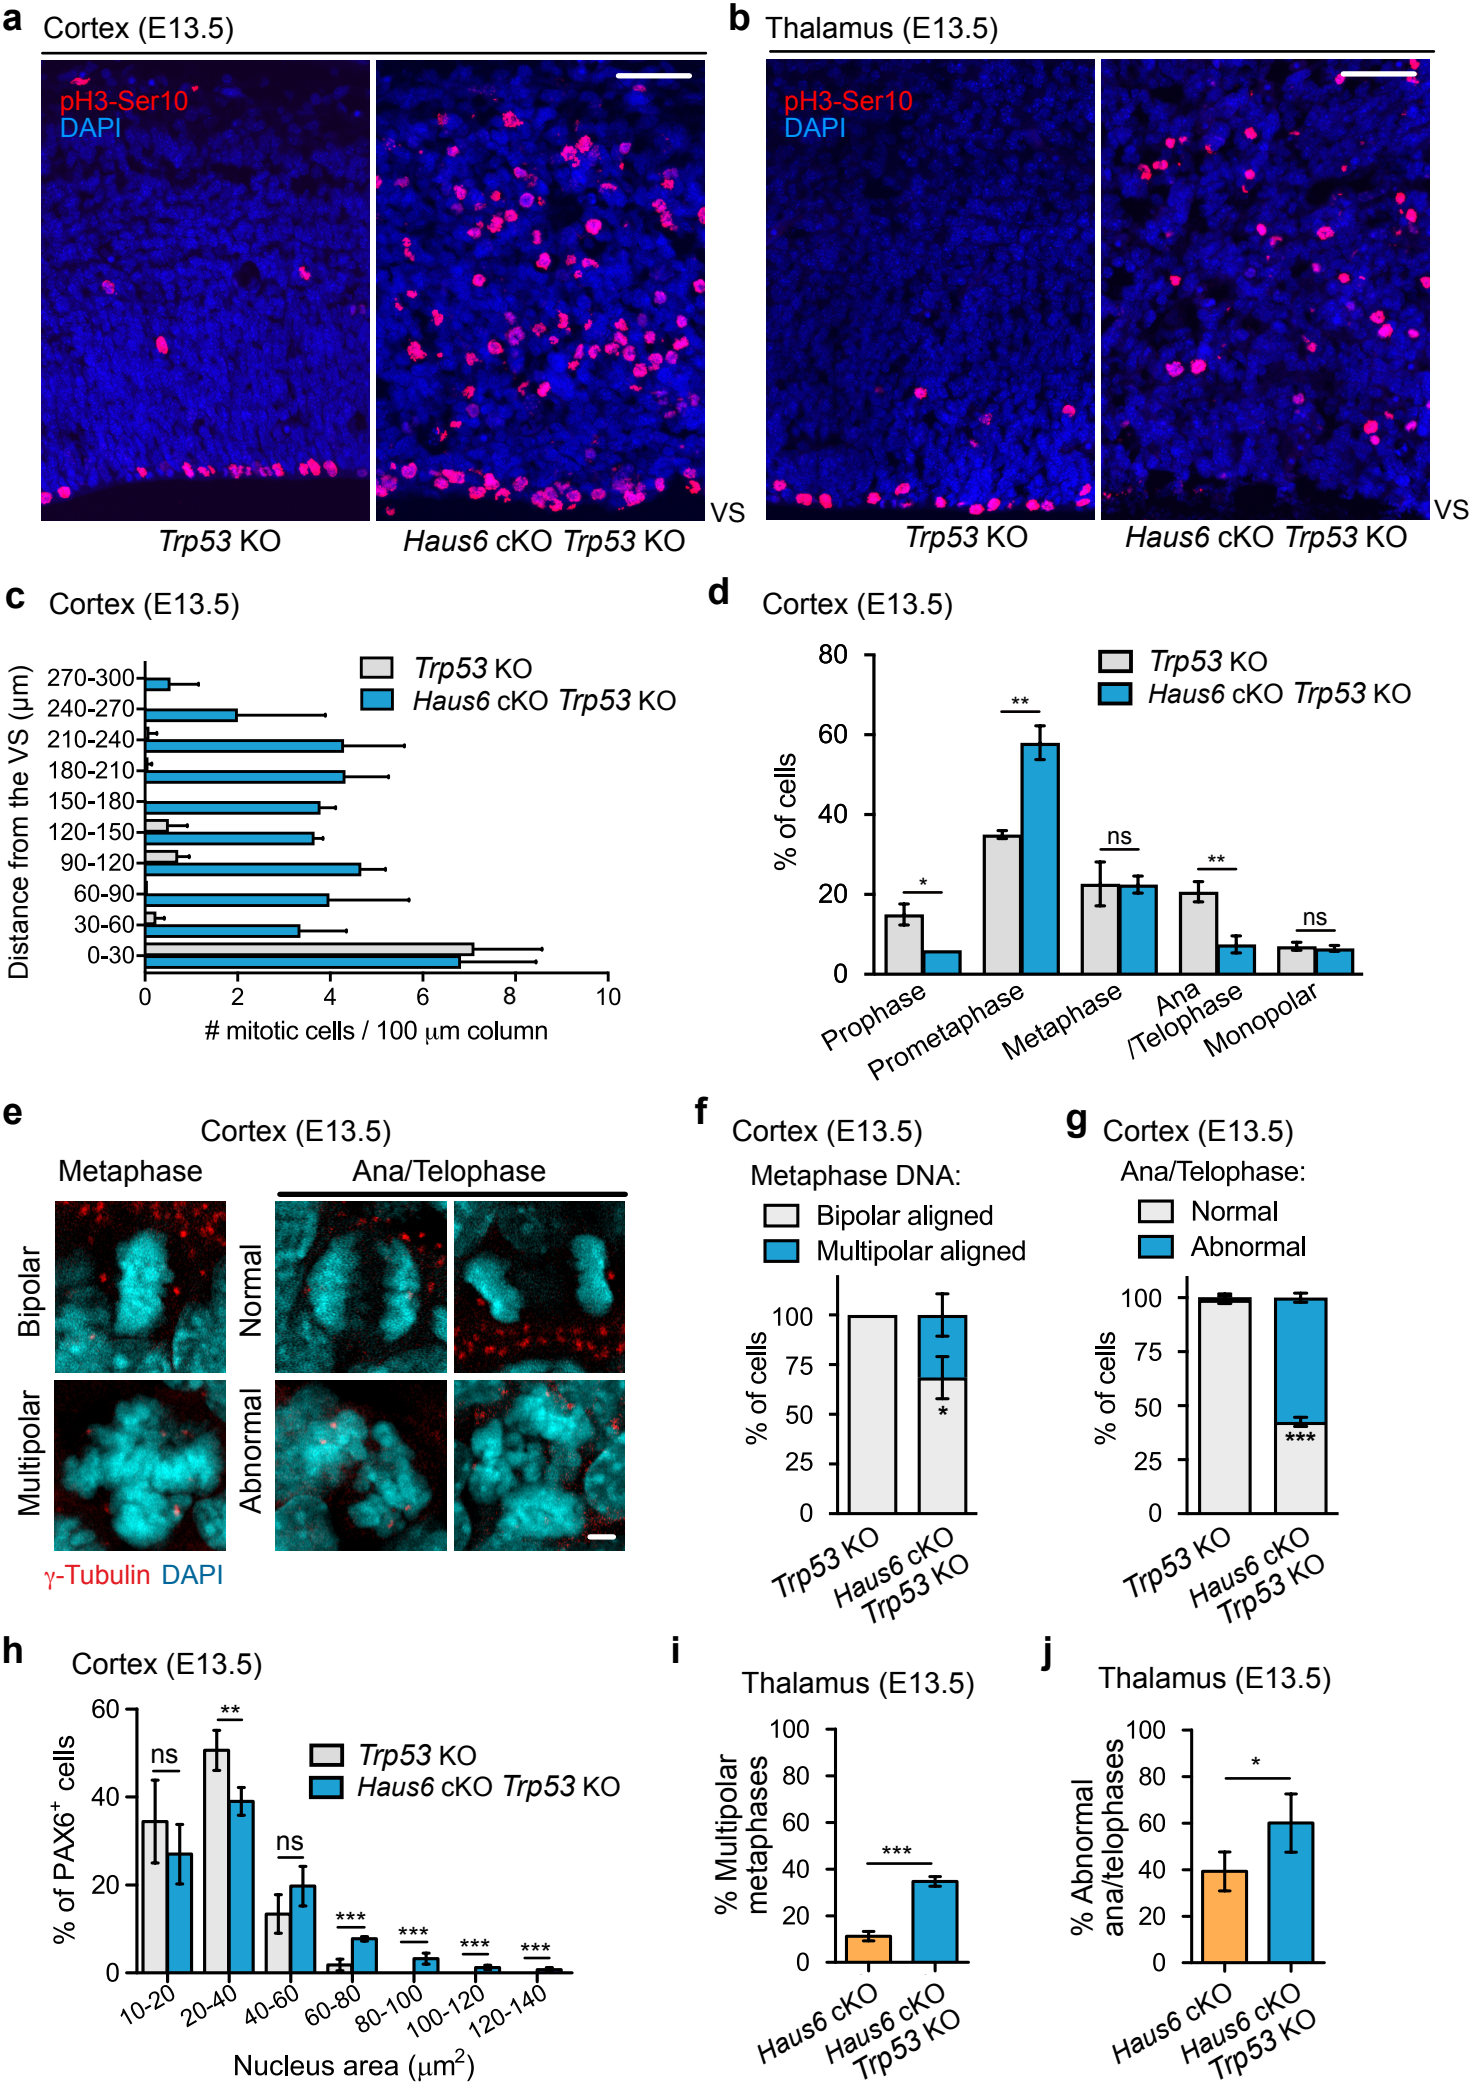 a Cortex (E13.5)
pH3-Ser10
DAPI
VS
Trp53 KO
Haus6 cKO Trp53 KO
b Thalamus (E13.5)
pH3-Ser10
DAPI
VS
Trp53 KO
Haus6 cKO Trp53 KO
c Cortex (E13.5)
Distance from the VS (μm)
270-300
240-270
210-240
180-210
150-180
120-150
90-120
60-90
30-60
0-30
0 2 4 6 8 10
# mitotic cells / 100 μm column
Trp53 KO
Haus6 cKO Trp53 KO
d Cortex (E13.5)
% of cells
80
60
40
20
0
Trp53 KO
Haus6 cKO Trp53 KO
* ** ns ** ns
Prophase
Prometaphase
Metaphase
Ana
/Telophase
Monopolar
e
Cortex (E13.5)
Metaphase
Ana/Telophase
Bipolar
Normal
Multipolar
Abnormal
γ-Tubulin DAPI
f Cortex (E13.5)
Metaphase DNA:
Bipolar aligned
Multipolar aligned
% of cells
100
75
50
25
0
*
Trp53 KO
Haus6 cKO
Trp53 KO
g Cortex (E13.5)
Ana/Telophase:
Normal
Abnormal
% of cells
100
75
50
25
0
***
Trp53 KO
Haus6 cKO
Trp53 KO
h Cortex (E13.5)
% of PAX6+ cells
60
40
20
0
Trp53 KO
Haus6 cKO Trp53 KO
ns ** ns *** *** *** ***
10-20
20-40
40-60
60-80
80-100
100-120
120-140
Nucleus area (μm2)
i
Thalamus (E13.5)
% Multipolar
metaphases
100
80
60
40
20
0
***
Haus6 cKO
Haus6 cKO
Trp53 KO
j
Thalamus (E13.5)
% Abnormal
ana/telophases
100
80
60
40
20
0
*
Haus6 cKO
Haus6 cKO
Trp53 KO